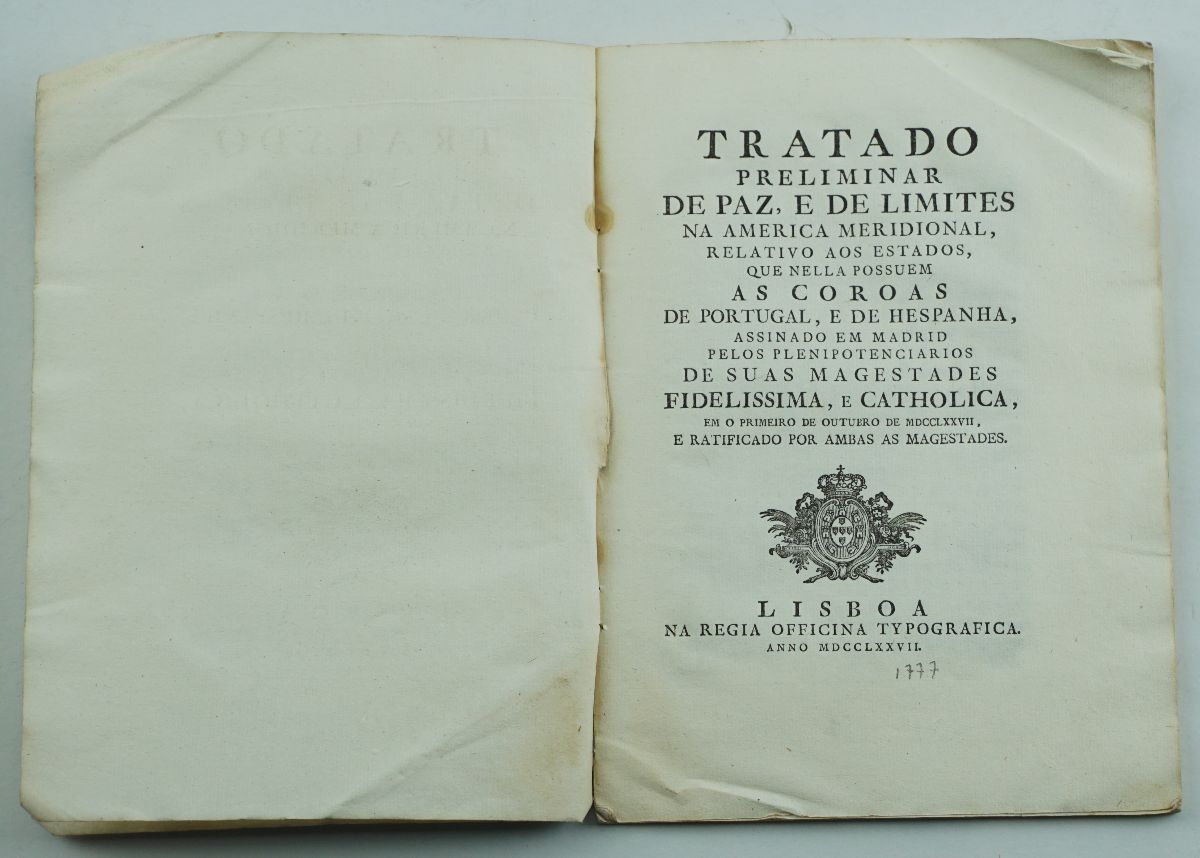 TRATADO
PRELIMINAR
DE PAZ, E DE LIMITES
NA AMERICA MERIDIONAL,
RELATIVO AOS ESTADOS,
QUE NELLA POSSUEM
AS COROAS
DE PORTUGAL, E DE HESPANHA,
ASSINADO EM MADRID
PELOS PLENIPOTENCIARIOS
DE SUAS MAGESTADES
FIDELISSIMA, E CATHOLICA,
EM O PRIMEIRO DE OUTUBRO DE MDCCLXXVII,
E RATIFICADO POR AMBAS AS MAGESTADES.
LISBOA
NA REGIA OFFICINA TYPOGRAFICA.
ANNO MDCCLXXVII.
1777